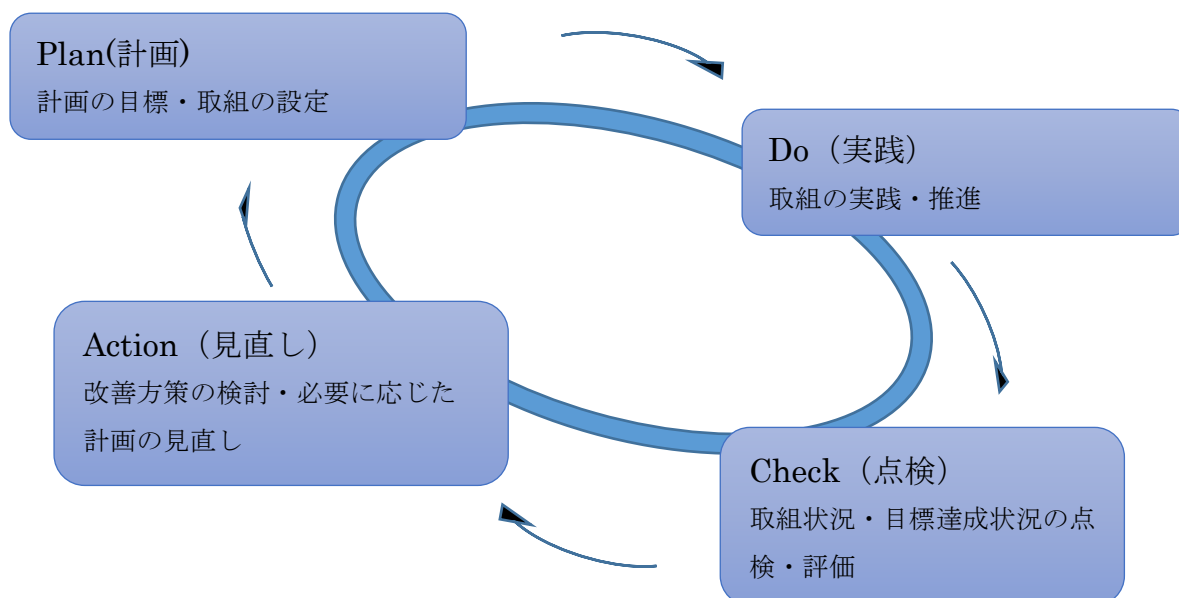 Plan(計画)
計画の目標・取組の設定
Do（実践）
取組の実践・推進
Action（見直し）
改善方策の検討・必要に応じた
計画の見直し
Check（点検）
取組状況・目標達成状況の点
検・評価